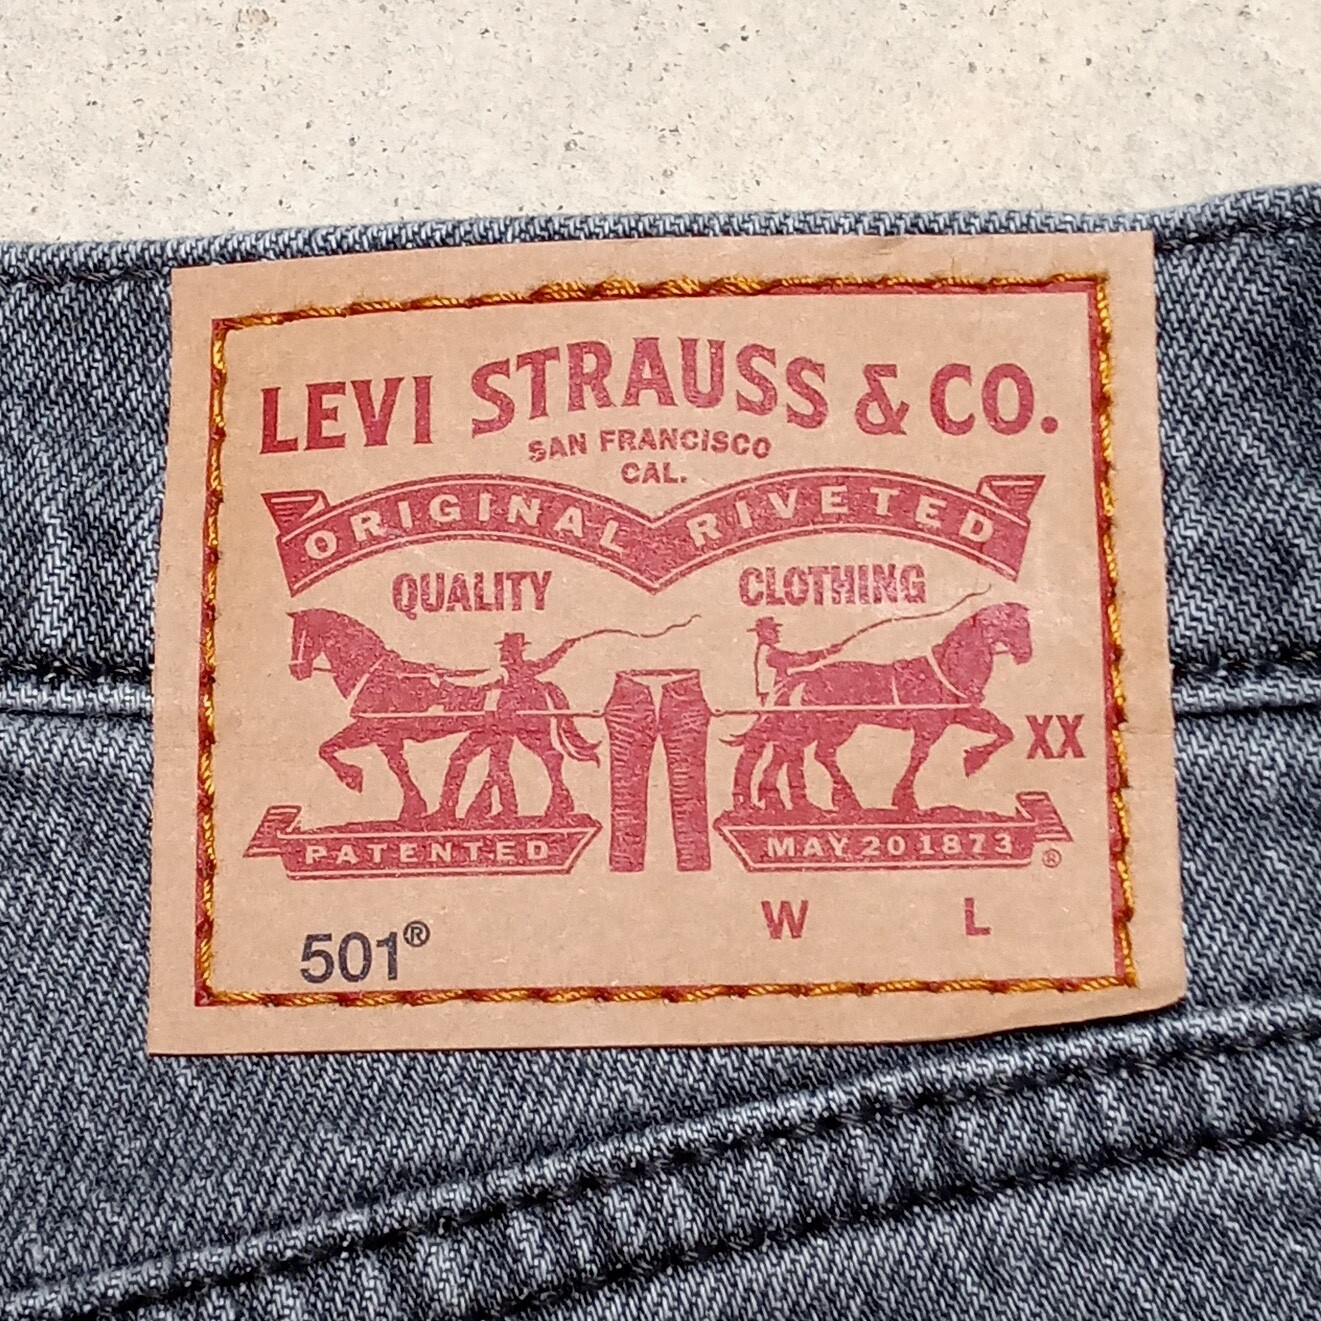 LEVI STRAUSS & CO.
SAN FRANCISCO
CAL.
ORIGINAL RIVETED
QUALITY CLOTHING
XX
PATENTED MAY 20 1873 ®
W L
501®